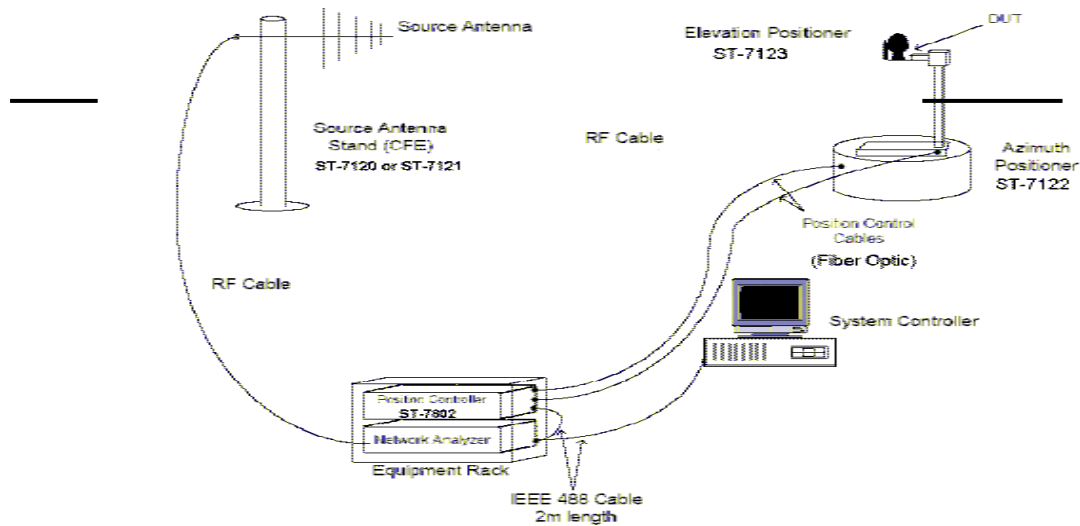 Source Antenna
Source Antenna
Stand (CFE)
ST-7120 or ST-7121
RF Cable
Elevation Positioner
ST-7123
DUT
RF Cable
Azimuth
Positioner
ST-7122
Position Control
Cables
(Fiber Optic)
System Controller
Position Controller
ST-7802
Network Analyzer
Equipment Rack
IEEE 488 Cable
2m length